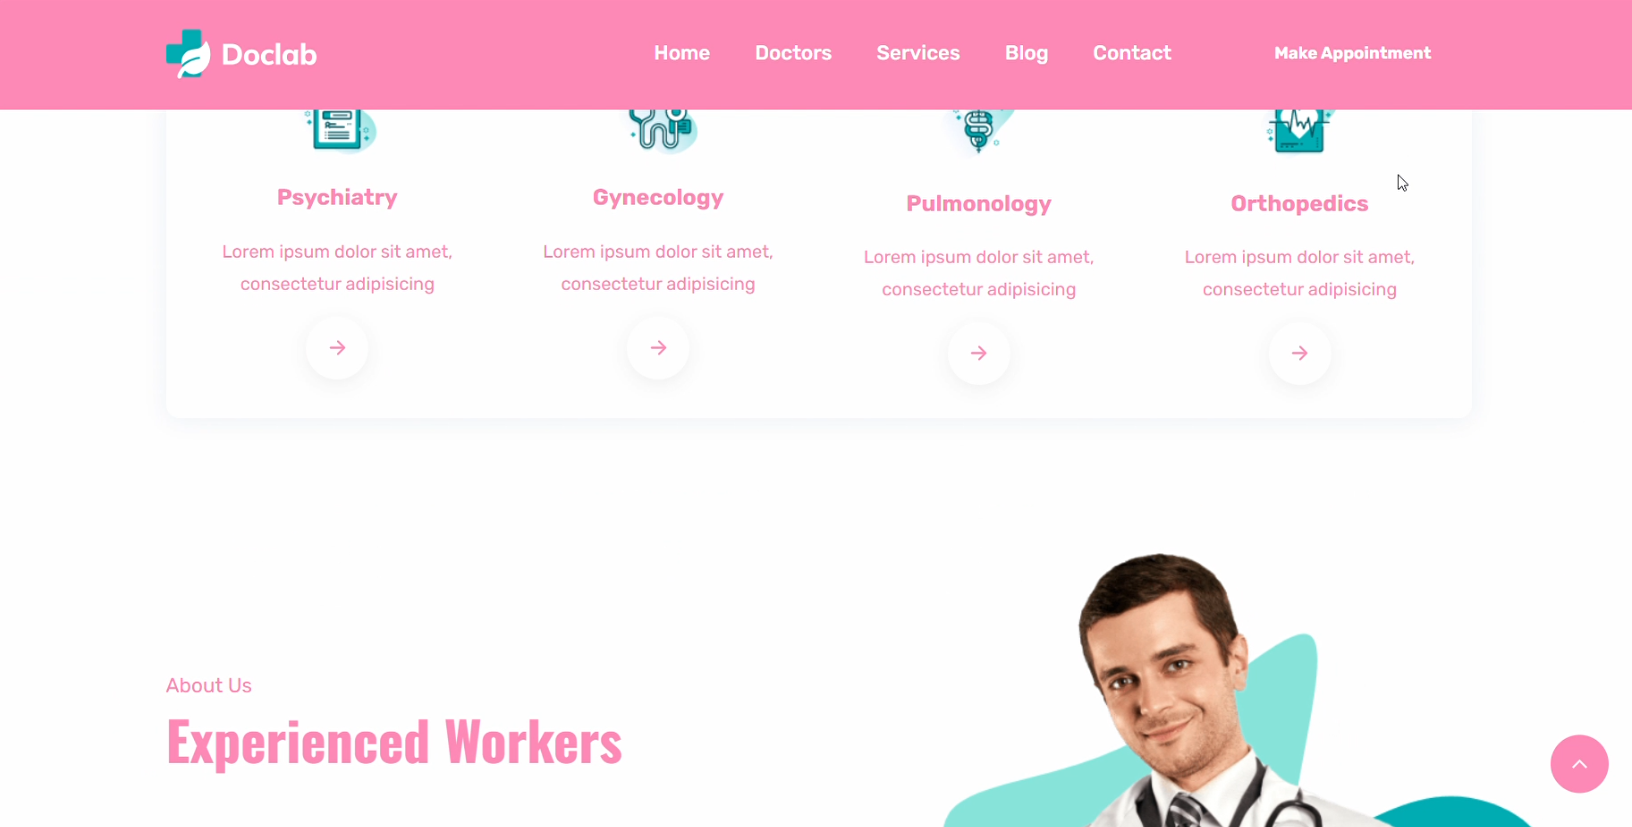 Doclab
Home Doctors Services Blog Contact Make Appointment
Psychiatry
Lorem ipsum dolor sit amet,
consectetur adipisicing
Gynecology
Lorem ipsum dolor sit amet,
consectetur adipisicing
Pulmonology
Lorem ipsum dolor sit amet,
consectetur adipisicing
Orthopedics
Lorem ipsum dolor sit amet,
consectetur adipisicing
About Us
Experienced Workers